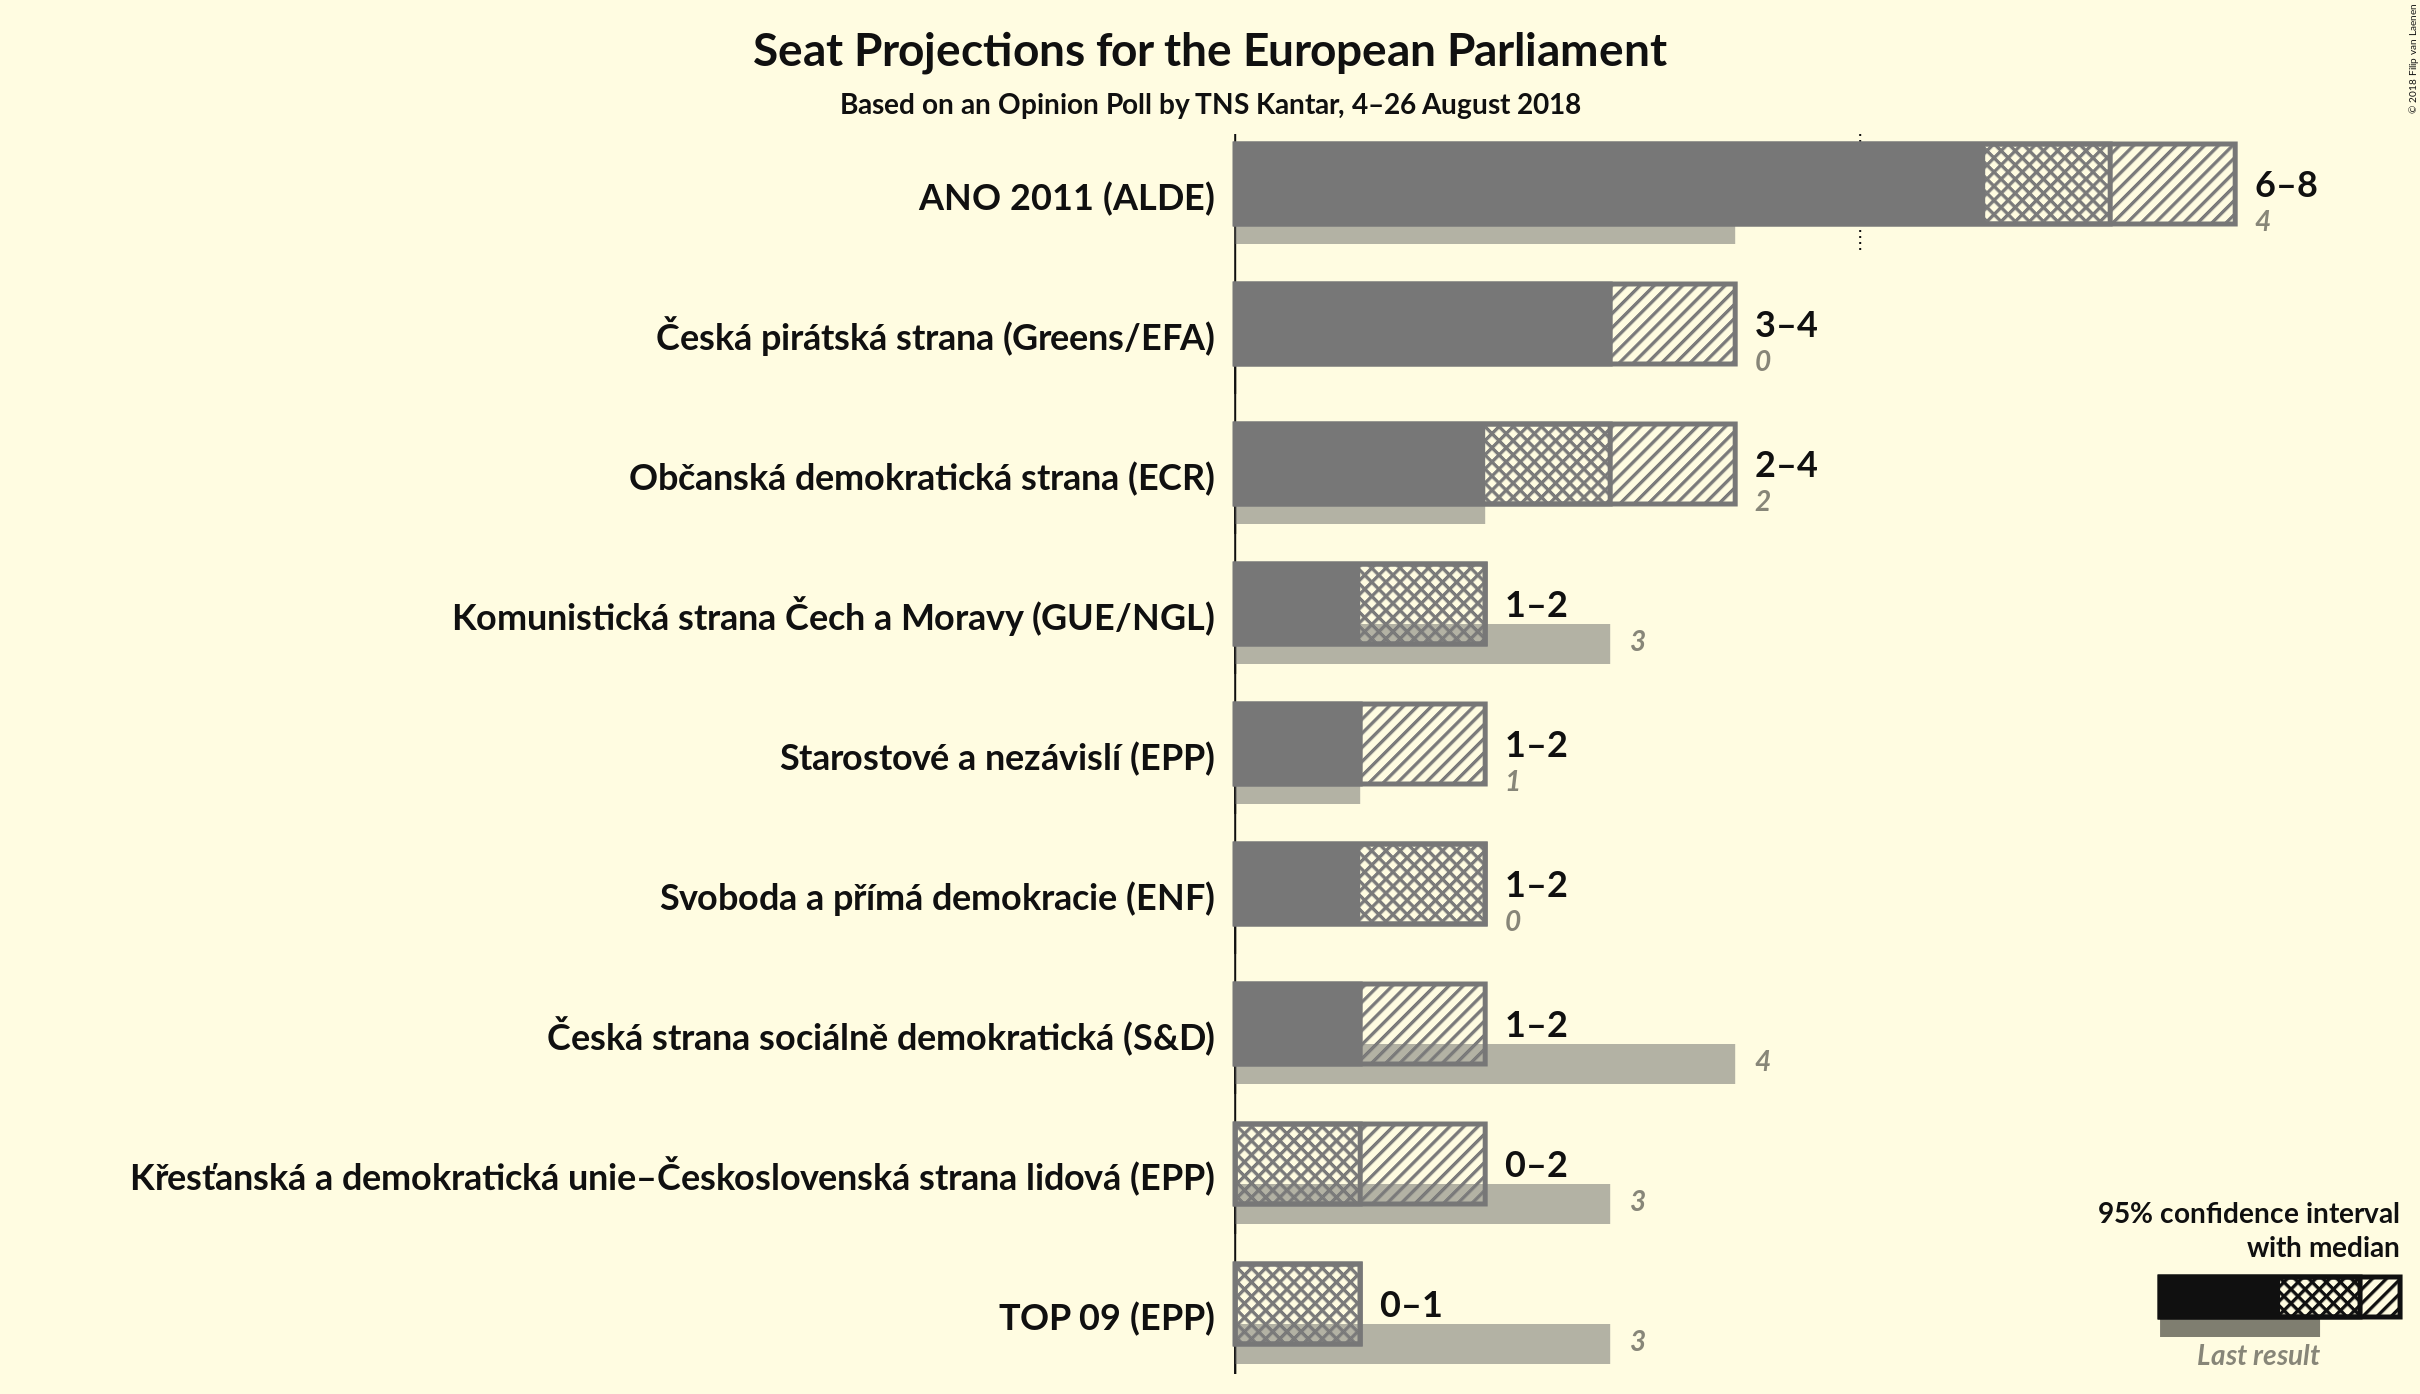 Seat Projections for the European Parliament
Based on an Opinion Poll by TNS Kantar, 4–26 August 2018
© 2018 Filip van Laenen
ANO 2011 (ALDE)
6–8
4
Česká pirátská strana (Greens/EFA)
3–4
0
Občanská demokratická strana (ECR)
2–4
2
Komunistická strana Čech a Moravy (GUE/NGL)
1–2
3
Starostové a nezávislí (EPP)
1–2
1
Svoboda a přímá demokracie (ENF)
1–2
0
Česká strana sociálně demokratická (S&D)
1–2
4
Křesťanská a demokratická unie–Československá strana lidová (EPP)
0–2
3
TOP 09 (EPP)
0–1
3
95% confidence interval
with median
Last result